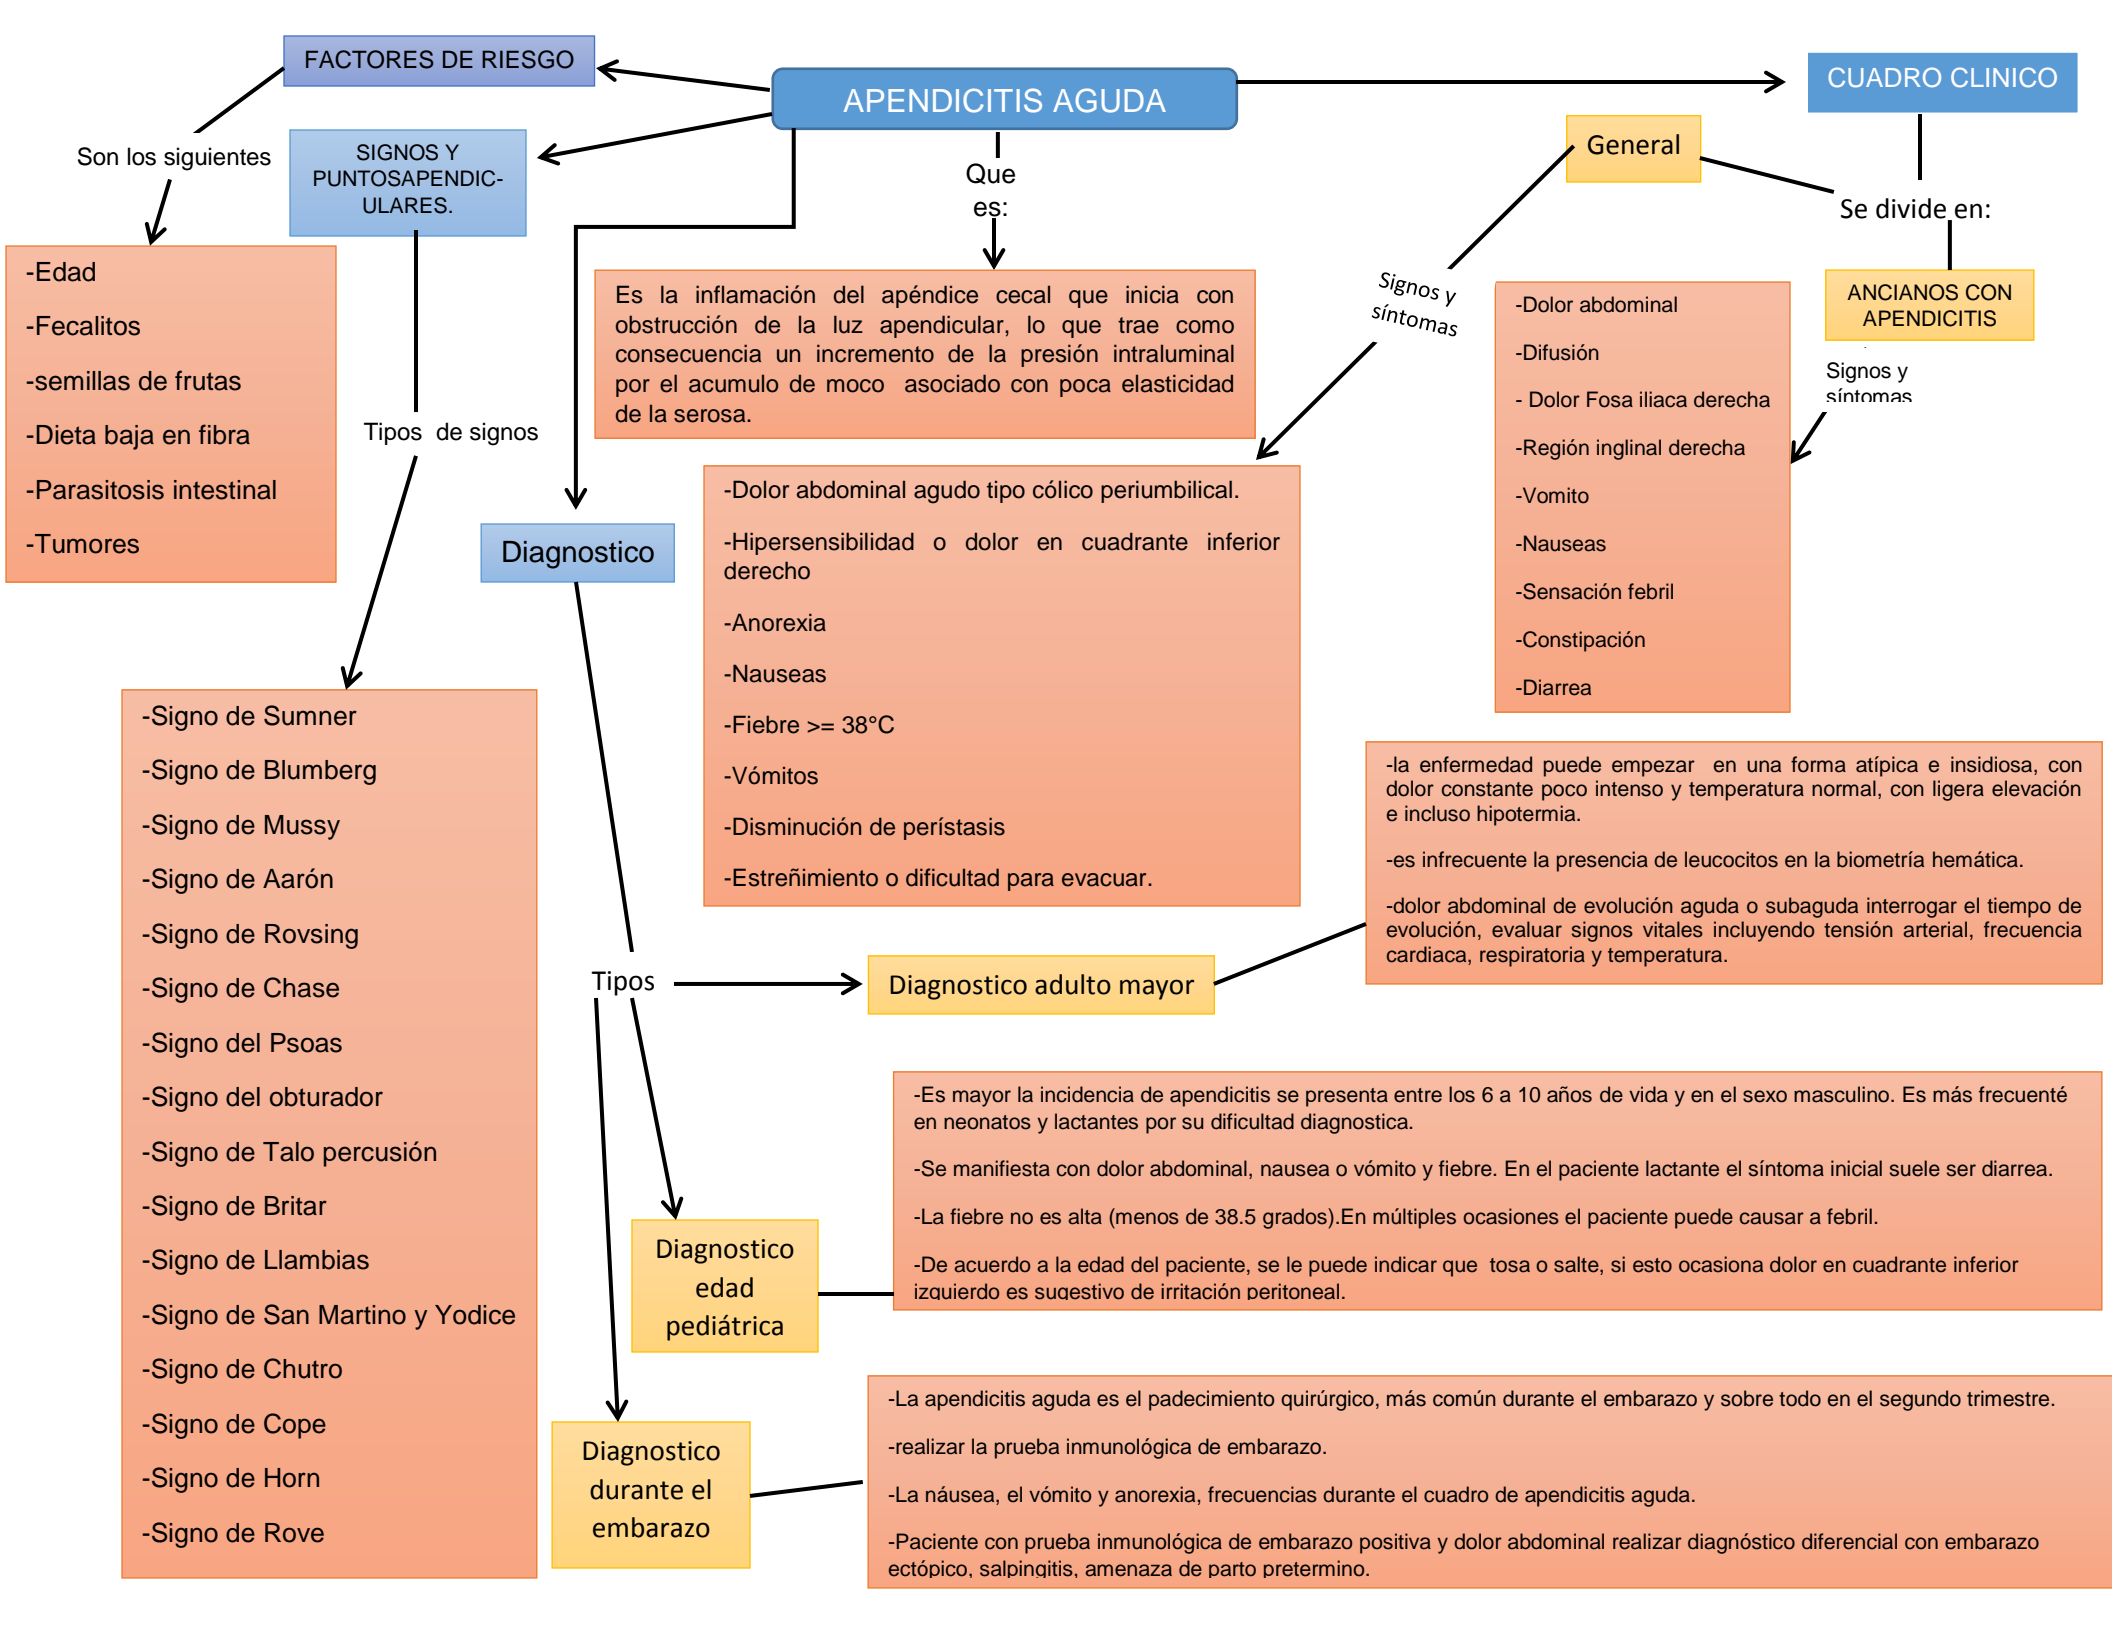 FACTORES DE RIESGO
APENDICITIS AGUDA
CUADRO CLINICO
Son los siguientes
SIGNOS Y
PUNTOSAPENDIC-
ULARES.
Que
es:
General
Se divide en:
-Edad
-Fecalitos
-semillas de frutas
-Dieta baja en fibra
-Parasitosis intestinal
-Tumores
Tipos  de signos
Es la inflamación del apéndice cecal que inicia con
obstrucción de la luz apendicular, lo que trae como
consecuencia un incremento de la presión intraluminal
por el acumulo de moco  asociado con poca elasticidad
de la serosa.
Signos y
síntomas
-Dolor abdominal
-Difusión
- Dolor Fosa iliaca derecha
-Región inglinal derecha
-Vomito
-Nauseas
-Sensación febril
-Constipación
-Diarrea
ANCIANOS CON
APENDICITIS
Signos y
síntomas
Diagnostico
-Dolor abdominal agudo tipo cólico periumbilical.
-Hipersensibilidad o dolor en cuadrante inferior
derecho
-Anorexia
-Nauseas
-Fiebre >= 38°C
-Vómitos
-Disminución de perístasis
-Estreñimiento o dificultad para evacuar.
-Signo de Sumner
-Signo de Blumberg
-Signo de Mussy
-Signo de Aarón
-Signo de Rovsing
-Signo de Chase
-Signo del Psoas
-Signo del obturador
-Signo de Talo percusión
-Signo de Britar
-Signo de Llambias
-Signo de San Martino y Yodice
-Signo de Chutro
-Signo de Cope
-Signo de Horn
-Signo de Rove
-la enfermedad puede empezar  en una forma atípica e insidiosa, con
dolor constante poco intenso y temperatura normal, con ligera elevación
e incluso hipotermia.
-es infrecuente la presencia de leucocitos en la biometría hemática.
-dolor abdominal de evolución aguda o subaguda interrogar el tiempo de
evolución, evaluar signos vitales incluyendo tensión arterial, frecuencia
cardiaca, respiratoria y temperatura.
Tipos
Diagnostico adulto mayor
-Es mayor la incidencia de apendicitis se presenta entre los 6 a 10 años de vida y en el sexo masculino. Es más frecuenté
en neonatos y lactantes por su dificultad diagnostica.
-Se manifiesta con dolor abdominal, nausea o vómito y fiebre. En el paciente lactante el síntoma inicial suele ser diarrea.
-La fiebre no es alta (menos de 38.5 grados).En múltiples ocasiones el paciente puede causar a febril.
-De acuerdo a la edad del paciente, se le puede indicar que  tosa o salte, si esto ocasiona dolor en cuadrante inferior
izquierdo es sugestivo de irritación peritoneal.
Diagnostico
edad
pediátrica
-La apendicitis aguda es el padecimiento quirúrgico, más común durante el embarazo y sobre todo en el segundo trimestre.
-realizar la prueba inmunológica de embarazo.
-La náusea, el vómito y anorexia, frecuencias durante el cuadro de apendicitis aguda.
-Paciente con prueba inmunológica de embarazo positiva y dolor abdominal realizar diagnóstico diferencial con embarazo
ectópico, salpingitis, amenaza de parto pretermino.
Diagnostico
durante el
embarazo